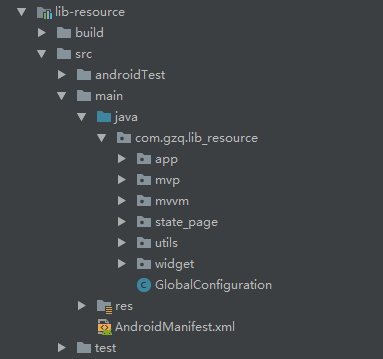 lib-resource
build
src
androidTest
main
java
com.gzq.lib_resource
app
mvp
mvvm
state_page
utils
widget
GlobalConfiguration
res
AndroidManifest.xml
test